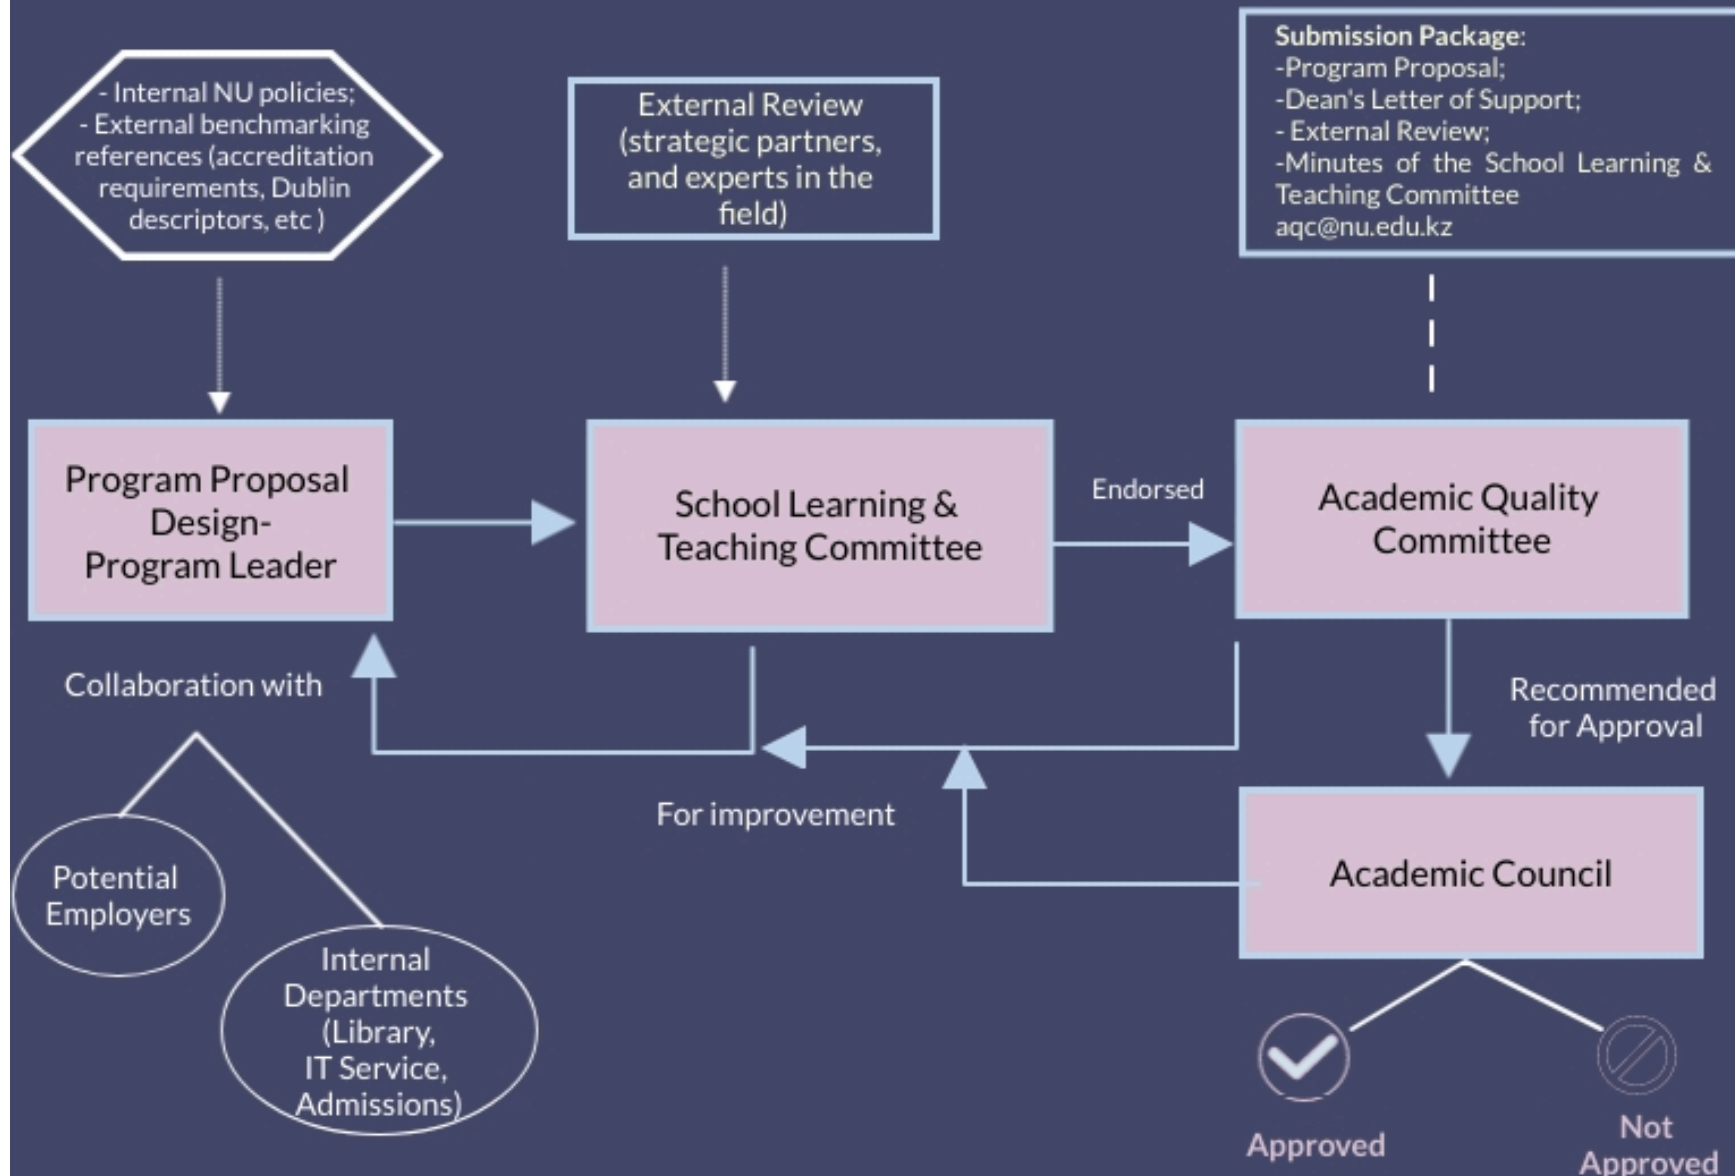 - Internal NU policies;
- External benchmarking
references (accreditation
requirements, Dublin
descriptors, etc )
External Review
(strategic partners,
and experts in the
field)
Submission Package:
-Program Proposal;
-Dean's Letter of Support;
- External Review;
-Minutes of the School Learning &
Teaching Committee
aqc@nu.edu.kz
Program Proposal
Design-
Program Leader
School Learning &
Teaching Committee
Endorsed
Academic Quality
Committee
Collaboration with
Recommended
for Approval
For improvement
Potential
Employers
Internal
Departments
(Library,
IT Service,
Admissions)
Academic Council
Approved
Not
Approved